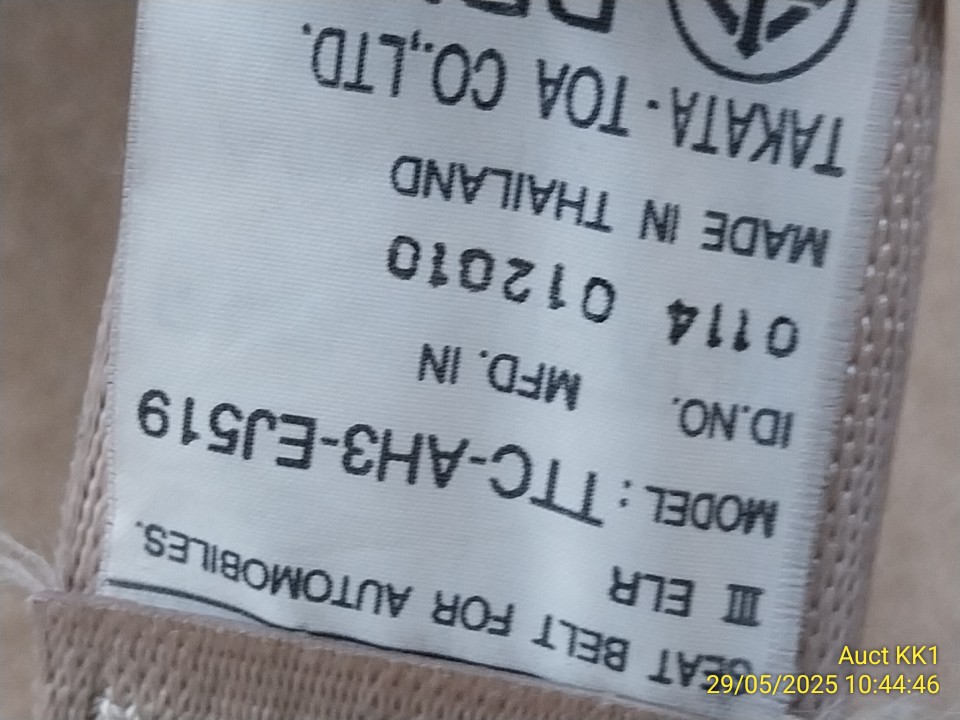 SEAT BELT FOR AUTOMOBILES.
III ELR
MODEL : TTC-AH3-EJ519
ID.NO. MFD. IN
0114 012010
MADE IN THAILAND
TAKATA-TOA CO.,LTD.
Auct KK1
29/05/2025 10:44:46